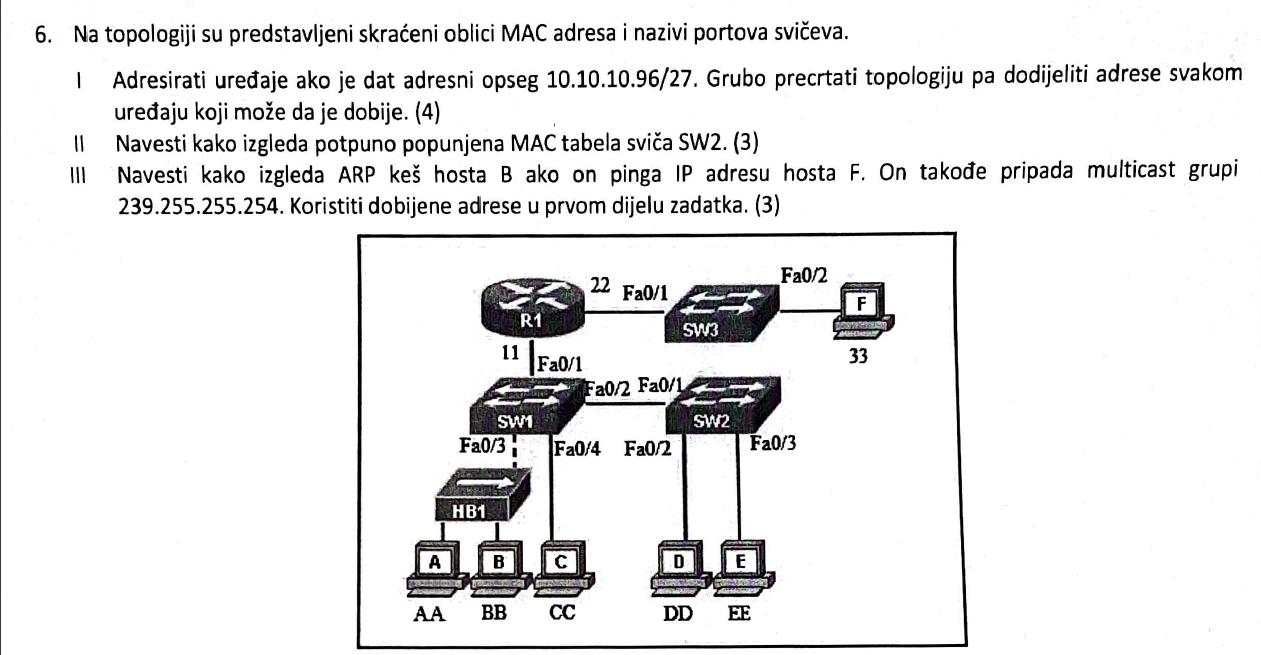 6. Na topologiji su predstavljeni skraćeni oblici MAC adresa i nazivi portova svičeva.
I Adresirati uređaje ako je dat adresni opseg 10.10.10.96/27. Grubo precrtati topologiju pa dodijeliti adrese svakom
uređaju koji može da je dobije. (4)
II Navesti kako izgleda potpuno popunjena MAC tabela sviča SW2. (3)
III Navesti kako izgleda ARP keš hosta B ako on pinga IP adresu hosta F. On takođe pripada multicast grupi
239.255.255.254. Koristiti dobijene adrese u prvom dijelu zadatka. (3)
22 Fa0/1 Fa0/2
R1 SW3 F
11 Fa0/1 33
Fa0/2 Fa0/1
SW1 SW2
Fa0/3 Fa0/4 Fa0/2 Fa0/3
HB1
A B C D E
AA BB CC DD EE